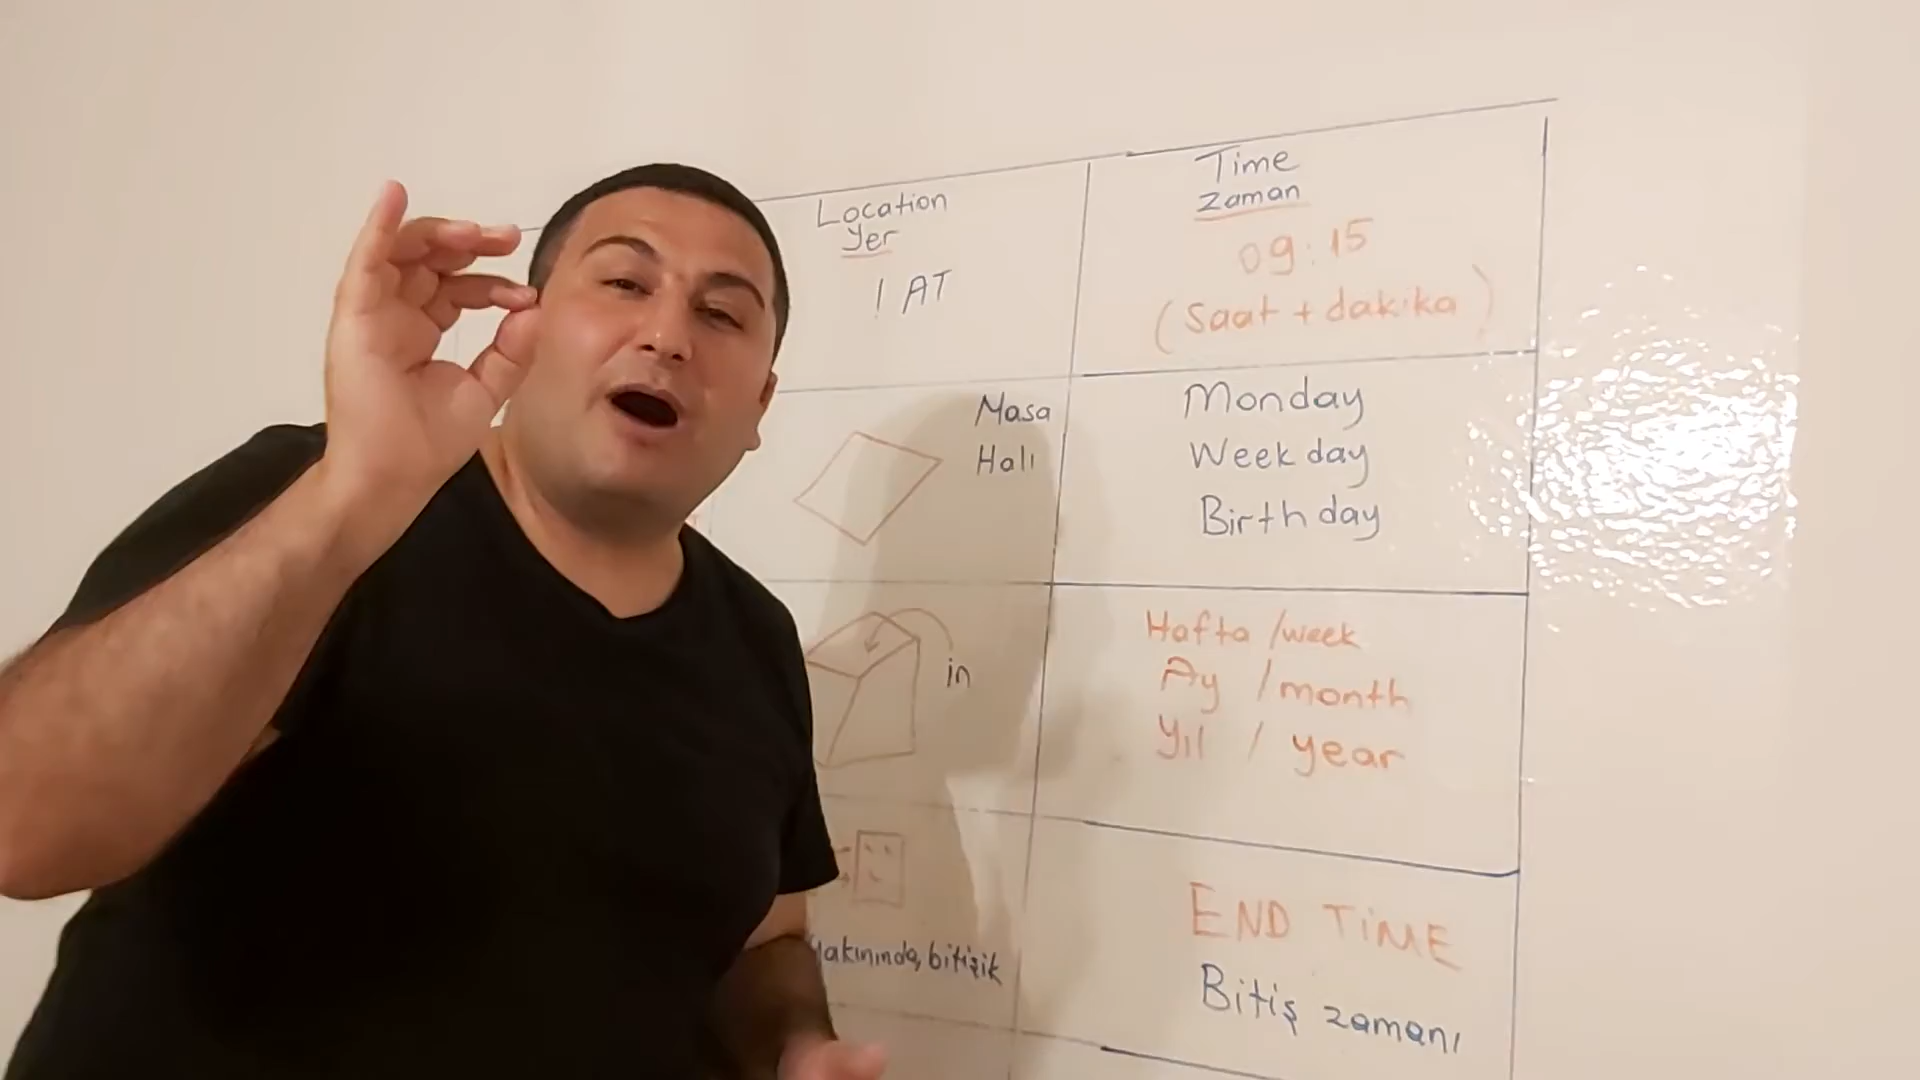 Location
Yer
! AT
Time
Zaman
09:15
(Saat + dakika)
Masa
Halı
Monday
Week day
Birth day
in
Hafta /week
Ay /month
Yıl / year
yakınında, bitişik
END TiME
Bitiş zamanı